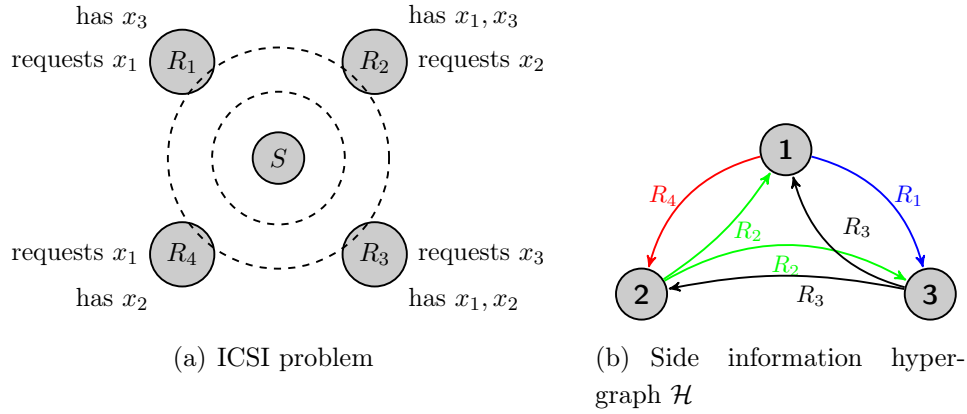 has $x_3$
has $x_1, x_3$
requests $x_1$
$R_1$
$R_2$
requests $x_2$
$S$
requests $x_1$
$R_4$
$R_3$
requests $x_3$
has $x_2$
has $x_1, x_2$
(a) ICSI problem
1
$R_4$
$R_1$
$R_2$
$R_3$
$R_2$
2
3
$R_3$
(b) Side information hyper-
graph $\mathcal{H}$